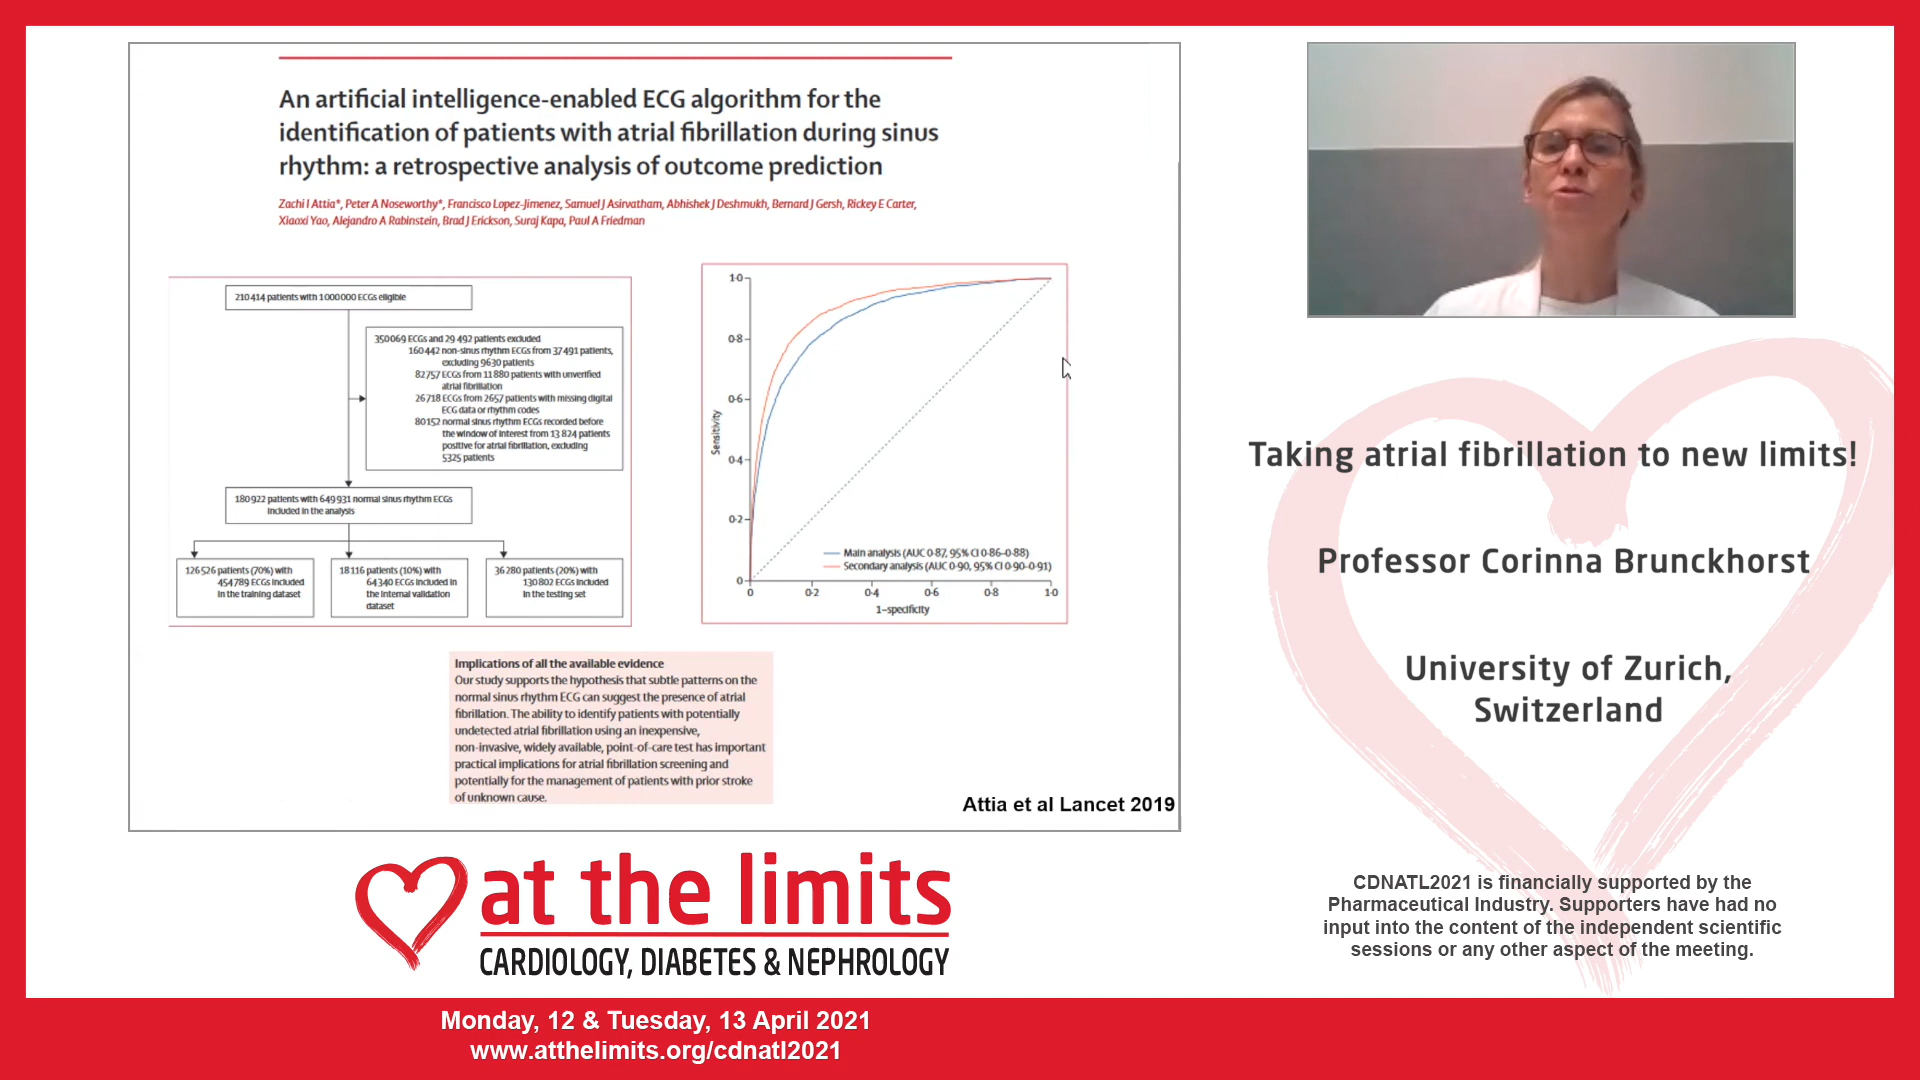 An artificial intelligence-enabled ECG algorithm for the
identification of patients with atrial fibrillation during sinus
rhythm: a retrospective analysis of outcome prediction
Zachi I Attia*, Peter A Noseworthy*, Francisco Lopez-Jimenez, Samuel J Asirvatham, Abhishek J Deshmukh, Bernard J Gersh, Rickey E Carter,
Xiaoxi Yao, Alejandro A Rabinstein, Brad J Erickson, Suraj Kapa, Paul A Friedman
210 414 patients with 1 000 000 ECGs eligible
350 069 ECGs and 29 492 patients excluded
160 442 non-sinus rhythm ECGs from 37 491 patients,
excluding 9630 patients
82 757 ECGs from 11 880 patients with unverified
atrial fibrillation
26 718 ECGs from 2657 patients with missing digital
ECG data or rhythm codes
80 152 normal sinus rhythm ECGs recorded before
the window of interest from 13 824 patients
positive for atrial fibrillation, excluding
5325 patients
180 922 patients with 649 931 normal sinus rhythm ECGs
included in the analysis
126 526 patients (70%) with
454 789 ECGs included
in the training dataset
18 116 patients (10%) with
64 340 ECGs included in
the internal validation
dataset
36 280 patients (20%) with
130 802 ECGs included
in the testing set
1·0
0·8
0·6
0·4
0·2
0
Sensitivity
Main analysis (AUC 0·87, 95% CI 0·86–0·88)
Secondary analysis (AUC 0·90, 95% CI 0·90–0·91)
0
0·2
0·4
0·6
0·8
1·0
1–specificity
Implications of all the available evidence
Our study supports the hypothesis that subtle patterns on the
normal sinus rhythm ECG can suggest the presence of atrial
fibrillation. The ability to identify patients with potentially
undetected atrial fibrillation using an inexpensive,
non-invasive, widely available, point-of-care test has important
practical implications for atrial fibrillation screening and
potentially for the management of patients with prior stroke
of unknown cause.
Attia et al Lancet 2019
Taking atrial fibrillation to new limits!
Professor Corinna Brunckhorst
University of Zurich,
Switzerland
CDNATL2021 is financially supported by the
Pharmaceutical Industry. Supporters have had no
input into the content of the independent scientific
sessions or any other aspect of the meeting.
at the limits
CARDIOLOGY, DIABETES & NEPHROLOGY
Monday, 12 & Tuesday, 13 April 2021
www.atthelimits.org/cdnatl2021